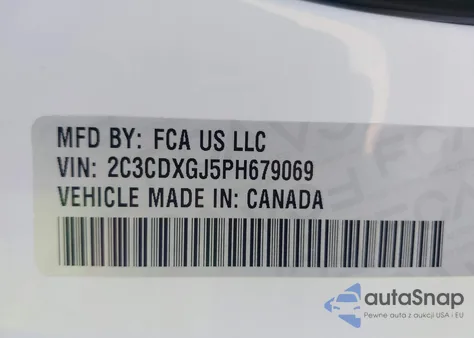 MFD BY: FCA US LLC
VIN: 2C3CDXGJ5PH679069
VEHICLE MADE IN: CANADA
autaSnap
Pewne auta z aukcji USA i EU